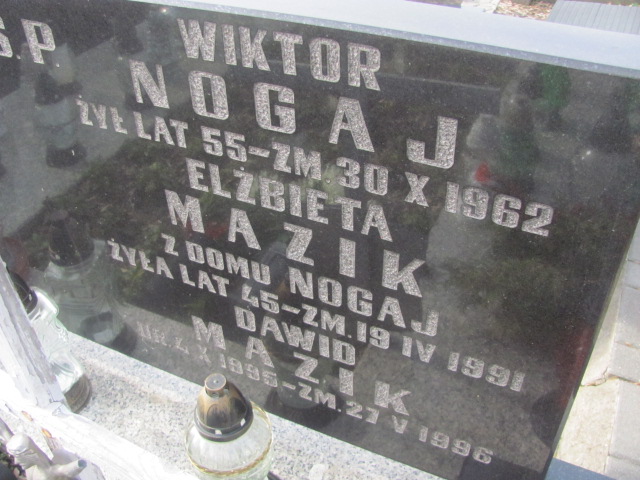 Ś.P
WIKTOR
NOGAJ
ŻYŁ LAT 55-ZM 30 X 1962
ELŻBIETA
MAZIK
Z DOMU NOGAJ
ŻYŁA LAT 45-ZM.19 IV 1991
DAWID
MAZIK
X 1995-ZM.27 V 1996